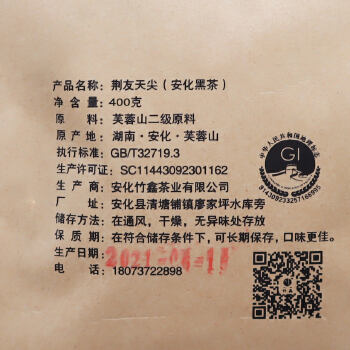 产品名称：荆友天尖（安化黑茶）
净含量：400克
原料：芙蓉山二级原料
原产地：湖南·安化·芙蓉山
执行标准：GB/T32719.3
生产许可证：SC11443092301162
生产商：安化竹鑫茶业有限公司
厂址：安化县清塘铺镇廖家坪水库旁
储存方法：在通风，干燥，无异味处存放
保质期：在符合储存条件下，可长期保存，口味更佳。
生产日期：
电话：18073722898
中华人民共和国地理标志
GI